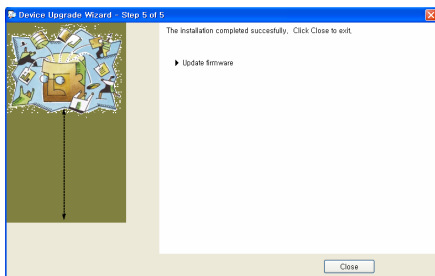 Device Upgrade Wizard - Step 5 of 5
The installation completed succesfully, Click Close to exit,
Update firmware
Close